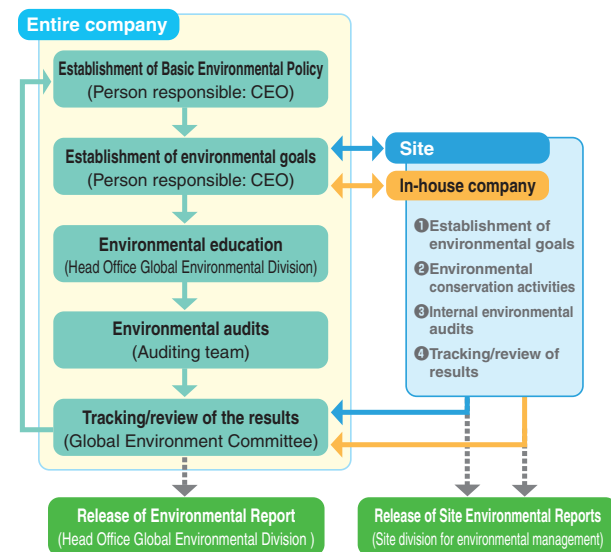 Entire company
Establishment of Basic Environmental Policy
(Person responsible: CEO)
Establishment of environmental goals
(Person responsible: CEO)
Environmental education
(Head Office Global Environmental Division)
Environmental audits
(Auditing team)
Tracking/review of the results
(Global Environment Committee)
Site
In-house company
❶Establishment of
environmental goals
❷Environmental
conservation activities
❸Internal environmental
audits
❹Tracking/review of
results
Release of Environmental Report
(Head Office Global Environmental Division )
Release of Site Environmental Reports
(Site division for environmental management)